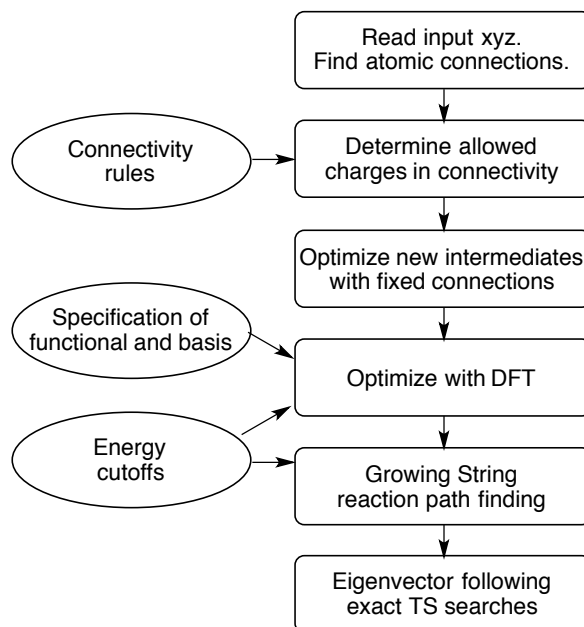 Read input xyz.
Find atomic connections.
Connectivity
rules
Determine allowed
charges in connectivity
Optimize new intermediates
with fixed connections
Specification of
functional and basis
Optimize with DFT
Energy
cutoffs
Growing String
reaction path finding
Eigenvector following
exact TS searches